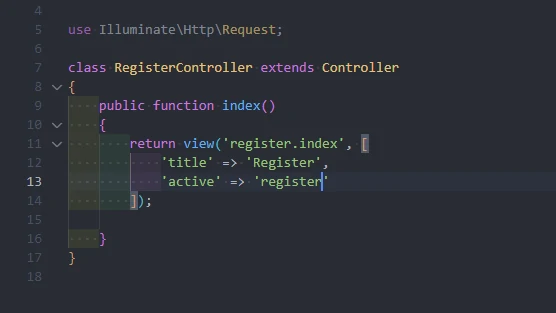 4
5 use Illuminate\Http\Request;
6
7 class RegisterController extends Controller
8 {
9     public function index()
10     {
11         return view('register.index', [
12             'title' => 'Register',
13             'active' => 'register'
14         ]);
15
16     }
17 }
18